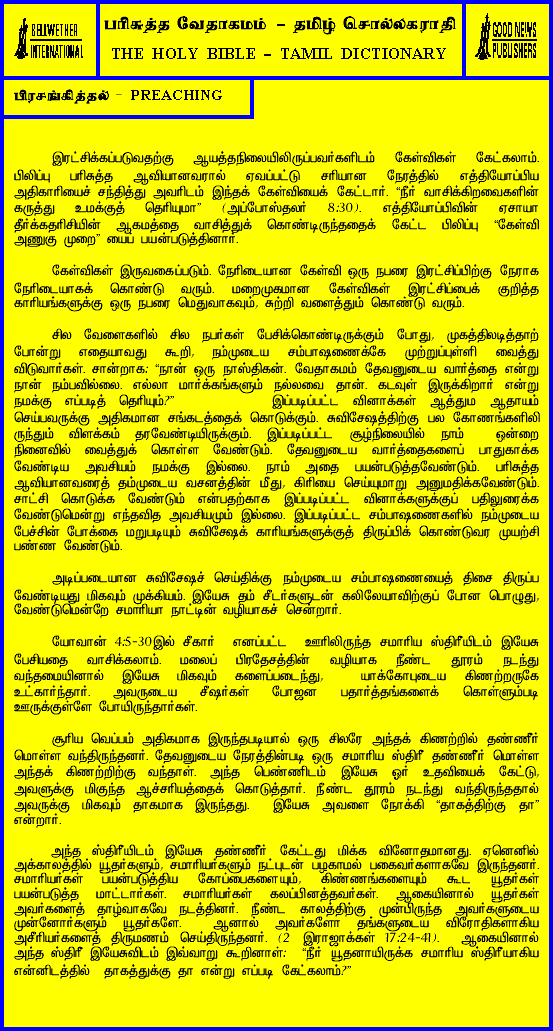 BELLWETHER
INTERNATIONAL
பரிசுத்த வேதாகமம் - தமிழ் சொல்லகராதி
THE HOLY BIBLE - TAMIL DICTIONARY
GOOD NEWS
PUBLISHERS
பிரசங்கித்தல் - PREACHING
இரட்சிக்கப்படுவதற்கு ஆயத்தநிலையிலிருப்பவர்களிடம் கேள்விகள் கேட்கலாம்.
பிலிப்பு பரிசுத்த ஆவியானவரால் ஏவப்பட்டு சரியான நேரத்தில் எத்தியோப்பிய
அதிகாரியைச் சந்தித்து அவரிடம் இந்தக் கேள்வியைக் கேட்டார். “நீர் வாசிக்கிறவைகளின்
கருத்து உமக்குத் தெரியுமா” (அப்போஸ்தலர் 8:30). எத்தியோப்பிவின் ஏசாயா
தீர்க்கதரிசியின் ஆகமத்தை வாசித்துக் கொண்டிருந்ததைக் கேட்ட பிலிப்பு “கேள்வி
அணுகு முறை” யைப் பயன்படுத்தினார்.
கேள்விகள் இருவகைப்படும். நேரிடையான கேள்வி ஒரு நபரை இரட்சிப்பிற்கு நேராக
நேரிடையாகக் கொண்டு வரும். மறைமுகமான கேள்விகள் இரட்சிப்பைக் குறித்த
காரியங்களுக்கு ஒரு நபரை மெதுவாகவும், சுற்றி வளைத்தும் கொண்டு வரும்.
சில வேளைகளில் சில நபர்கள் பேசிக்கொண்டிருக்கும் போது, முகத்திலடித்தாற்
போன்று எதையாவது கூறி, நம்முடைய சம்பாஷணைக்கே முற்றுப்புள்ளி வைத்து
விடுவார்கள். சான்றாக: “நான் ஒரு நாஸ்திகன். வேதாகமம் தேவனுடைய வார்த்தை என்று
நான் நம்பவில்லை. எல்லா மார்க்கங்களும் நல்லவை தான். கடவுள் இருக்கிறார் என்று
நமக்கு எப்படித் தெரியும்?” இப்படிப்பட்ட வினாக்கள் ஆத்தும ஆதாயம்
செய்பவருக்கு அதிகமான சங்கடத்தைக் கொடுக்கும். சுவிசேஷத்திற்கு பல கோணங்களிலி
ருந்தும் விளக்கம் தரவேண்டியிருக்கும். இப்படிப்பட்ட சூழ்நிலையில் நாம் ஒன்றை
நினைவில் வைத்துக் கொள்ள வேண்டும். தேவனுடைய வார்த்தைகளைப் பாதுகாக்க
வேண்டிய அவசியம் நமக்கு இல்லை. நாம் அதை பயன்படுத்தவேண்டும். பரிசுத்த
ஆவியானவரைத் தம்முடைய வசனத்தின் மீது, கிரியை செய்யுமாறு அனுமதிக்கவேண்டும்.
சாட்சி கொடுக்க வேண்டும் என்பதற்காக இப்படிப்பட்ட வினாக்களுக்குப் பதிலுரைக்க
வேண்டுமென்று எந்தவித அவசியமும் இல்லை. இப்படிப்பட்ட சம்பாஷணைகளில் நம்முடைய
பேச்சின் போக்கை மறுபடியும் சுவிசேஷக் காரியங்களுக்குத் திருப்பிக் கொண்டுவர முயற்சி
பண்ண வேண்டும்.
அடிப்படையான சுவிசேஷச் செய்திக்கு நம்முடைய சம்பாஷணையைத் திசை திருப்ப
வேண்டியது மிகவும் முக்கியம். இயேசு தம் சீடர்களுடன் கலிலேயாவிற்குப் போன பொழுது,
வேண்டுமென்றே சமாரியா நாட்டின் வழியாகச் சென்றார்.
யோவான் 4:5-30இல் சீகார் எனப்பட்ட ஊரிலிருந்த சமாரிய ஸ்திரீயிடம் இயேசு
பேசியதை வாசிக்கலாம். மலைப் பிரதேசத்தின் வழியாக நீண்ட தூரம் நடந்து
வந்தமையினால் இயேசு மிகவும் களைப்படைந்து, யாக்கோபுடைய கிணற்றருகே
உட்கார்ந்தார். அவருடைய சீஷர்கள் போஜன பதார்த்தங்களைக் கொள்ளும்படி
ஊருக்குள்ளே போயிருந்தார்கள்.
சூரிய வெப்பம் அதிகமாக இருந்தபடியால் ஒரு சிலரே அந்தக் கிணற்றில் தண்ணீர்
மொள்ள வந்திருந்தனர். தேவனுடைய நேரத்தின்படி ஒரு சமாரிய ஸ்திரீ தண்ணீர் மொள்ள
அந்தக் கிணற்றிற்கு வந்தாள். அந்த பெண்ணிடம் இயேசு ஓர் உதவியைக் கேட்டு,
அவளுக்கு மிகுந்த ஆச்சரியத்தைக் கொடுத்தார். நீண்ட தூரம் நடந்து வந்திருந்ததால்
அவருக்கு மிகவும் தாகமாக இருந்தது. இயேசு அவளை நோக்கி “தாகத்திற்கு தா”
என்றார்.
அந்த ஸ்திரீயிடம் இயேசு தண்ணீர் கேட்டது மிக்க வினோதமானது. ஏனெனில்
அக்காலத்தில் யூதர்களும், சமாரியர்களும் நட்புடன் பழகாமல் பகைவர்களாகவே இருந்தனர்.
சமாரியர்கள் பயன்படுத்திய கோப்பைகளையும், கிண்ணங்களையும் கூட யூதர்கள்
பயன்படுத்த மாட்டார்கள். சமாரியர்கள் கலப்பினத்தவர்கள். ஆகையினால் யூதர்கள்
அவர்களைத் தாழ்வாகவே நடத்தினர். நீண்ட காலத்திற்கு முன்பிருந்த அவர்களுடைய
முன்னோர்களும் யூதர்களே. ஆனால் அவர்களோ தங்களுடைய விரோதிகளாகிய
அசீரியர்களைத் திருமணம் செய்திருந்தனர். (2 இராஜாக்கள் 17:24-41). ஆகையினால்
அந்த ஸ்திரீ இயேசுவிடம் இவ்வாறு கூறினாள்: “நீர் யூதனாயிருக்க சமாரிய ஸ்திரீயாகிய
என்னிடத்தில் தாகத்துக்கு தா என்று எப்படி கேட்கலாம்?”